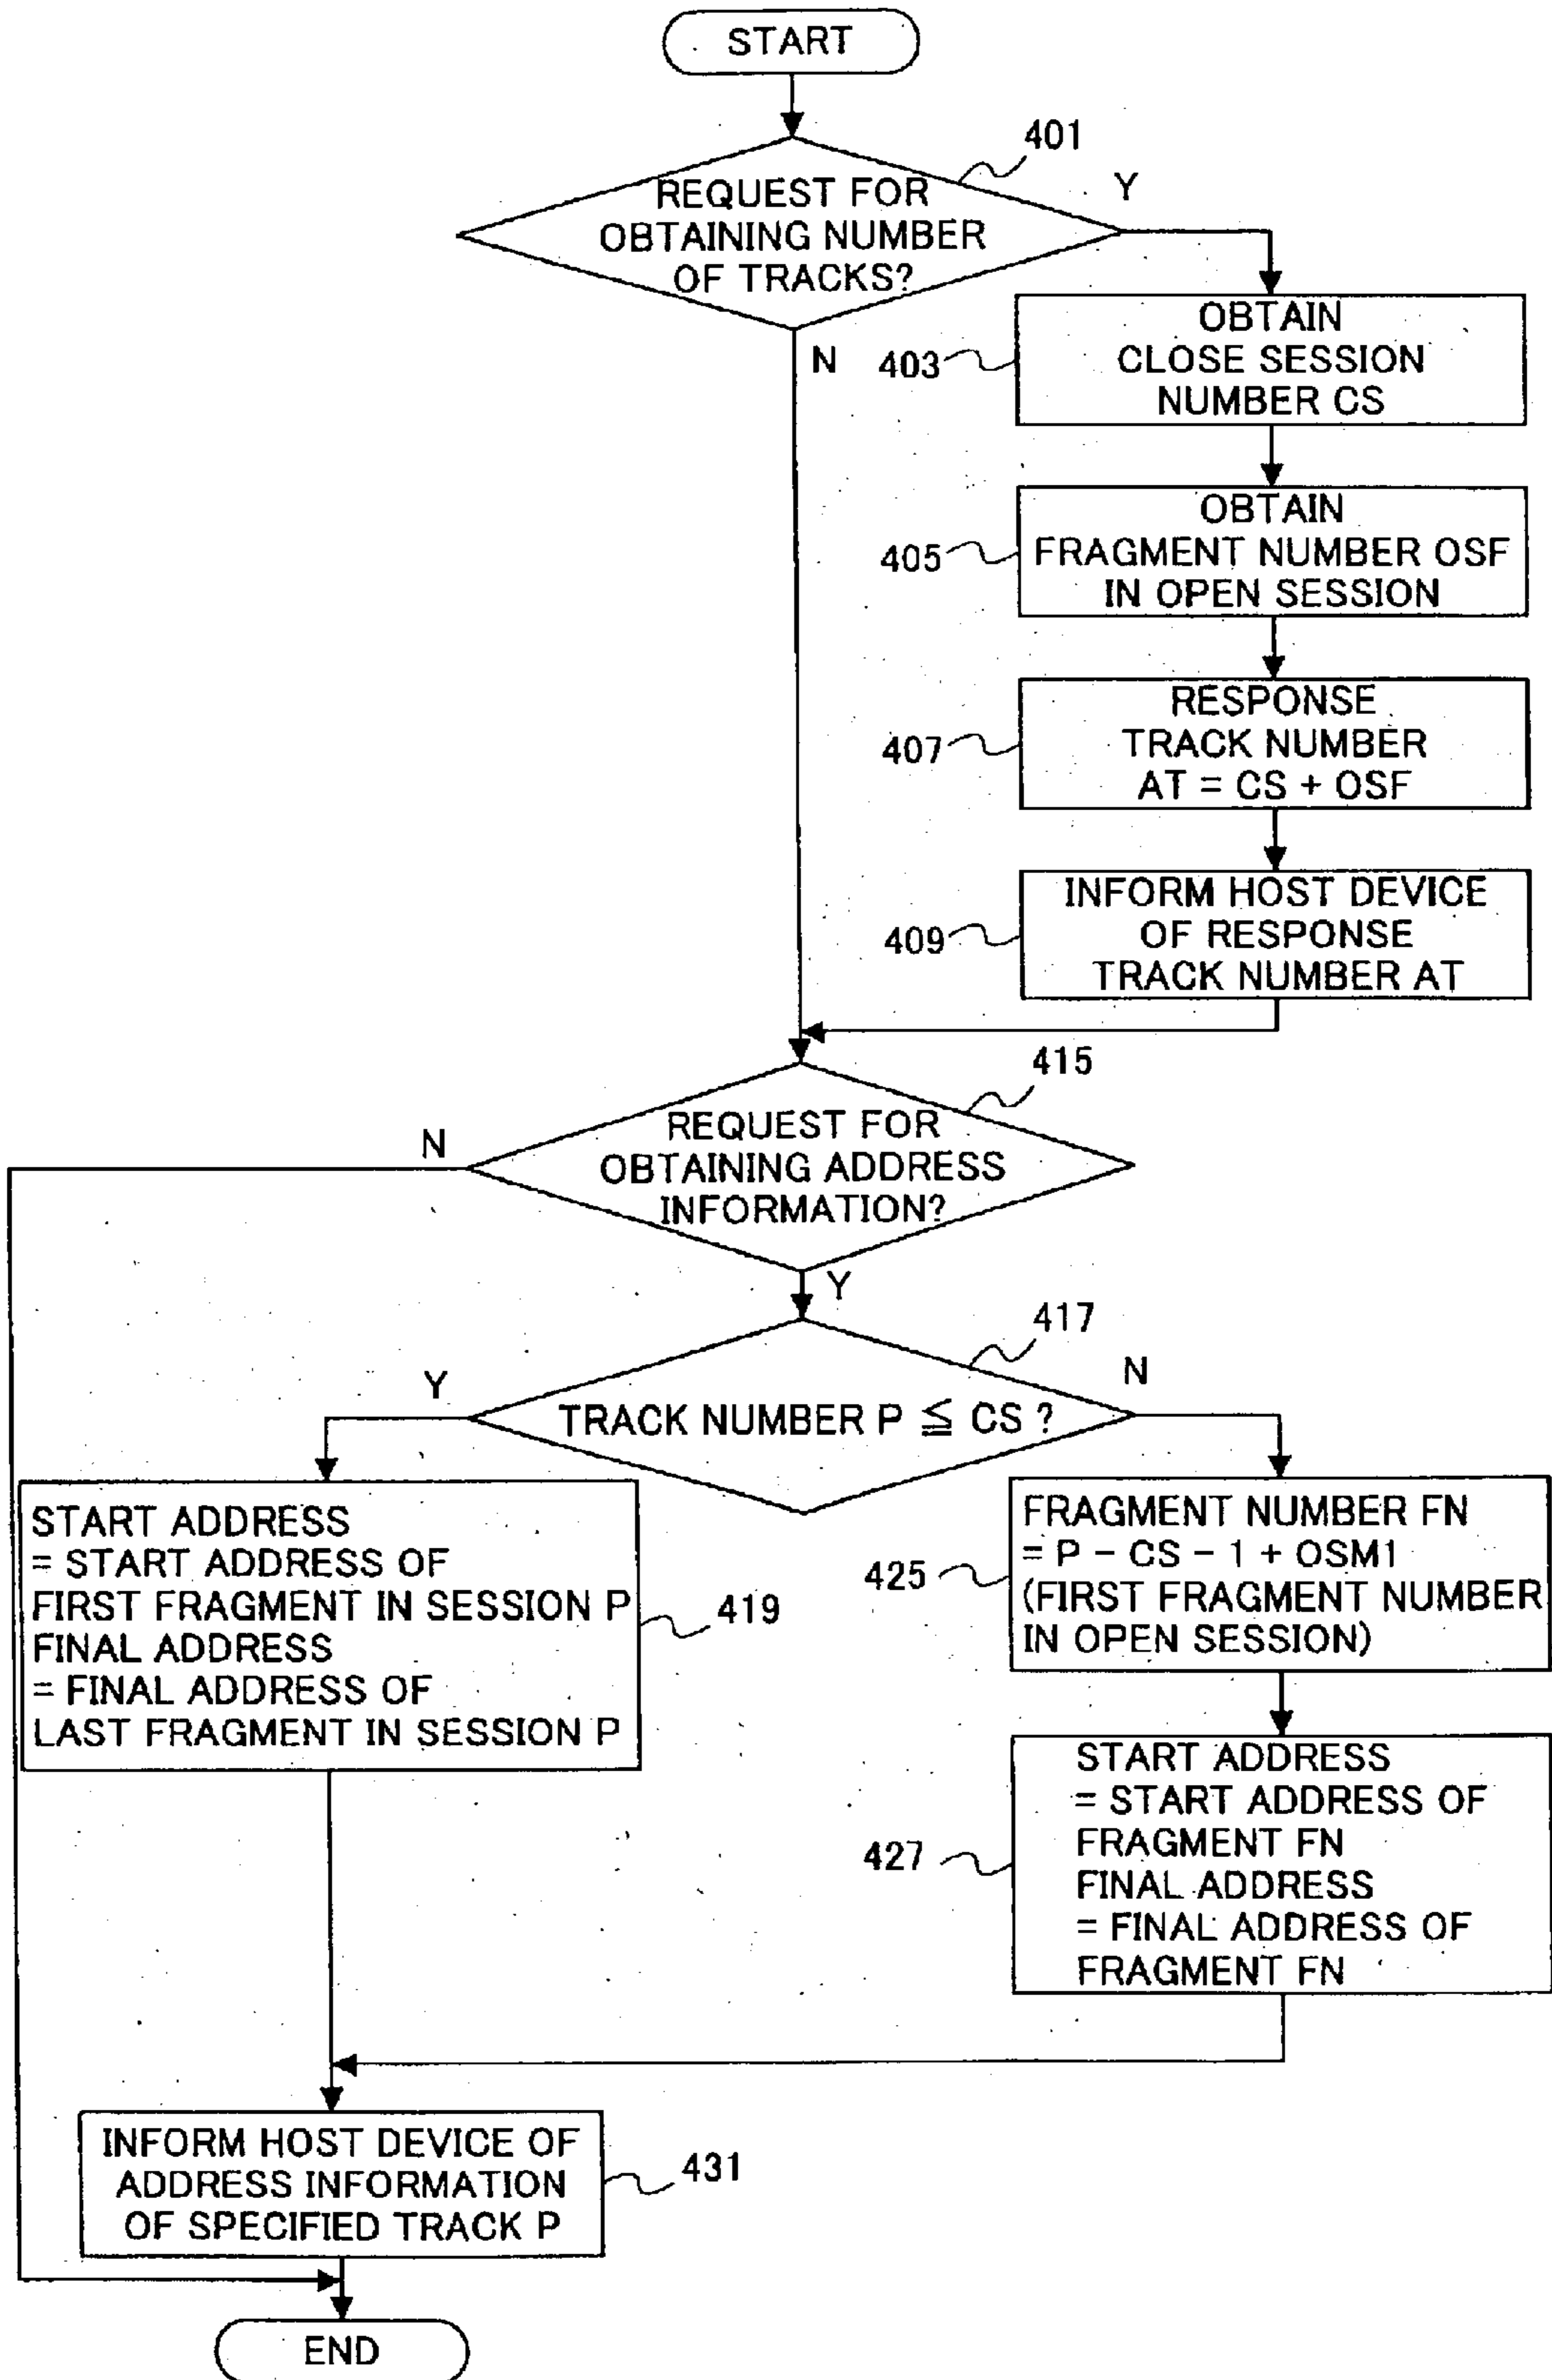 START
401
REQUEST FOR
OBTAINING NUMBER
OF TRACKS?
Y
N
403
OBTAIN
CLOSE SESSION
NUMBER CS
405
OBTAIN
FRAGMENT NUMBER OSF
IN OPEN SESSION
407
RESPONSE
TRACK NUMBER
AT = CS + OSF
409
INFORM HOST DEVICE
OF RESPONSE
TRACK NUMBER AT
415
REQUEST FOR
OBTAINING ADDRESS
INFORMATION?
N
Y
417
TRACK NUMBER P ≦ CS ?
Y
N
START ADDRESS
= START ADDRESS OF
FIRST FRAGMENT IN SESSION P
FINAL ADDRESS
= FINAL ADDRESS OF
LAST FRAGMENT IN SESSION P
419
425
FRAGMENT NUMBER FN
= P - CS - 1 + OSM1
(FIRST FRAGMENT NUMBER
IN OPEN SESSION)
427
START ADDRESS
= START ADDRESS OF
FRAGMENT FN
FINAL ADDRESS
= FINAL ADDRESS OF
FRAGMENT FN
INFORM HOST DEVICE OF
ADDRESS INFORMATION
OF SPECIFIED TRACK P
431
END